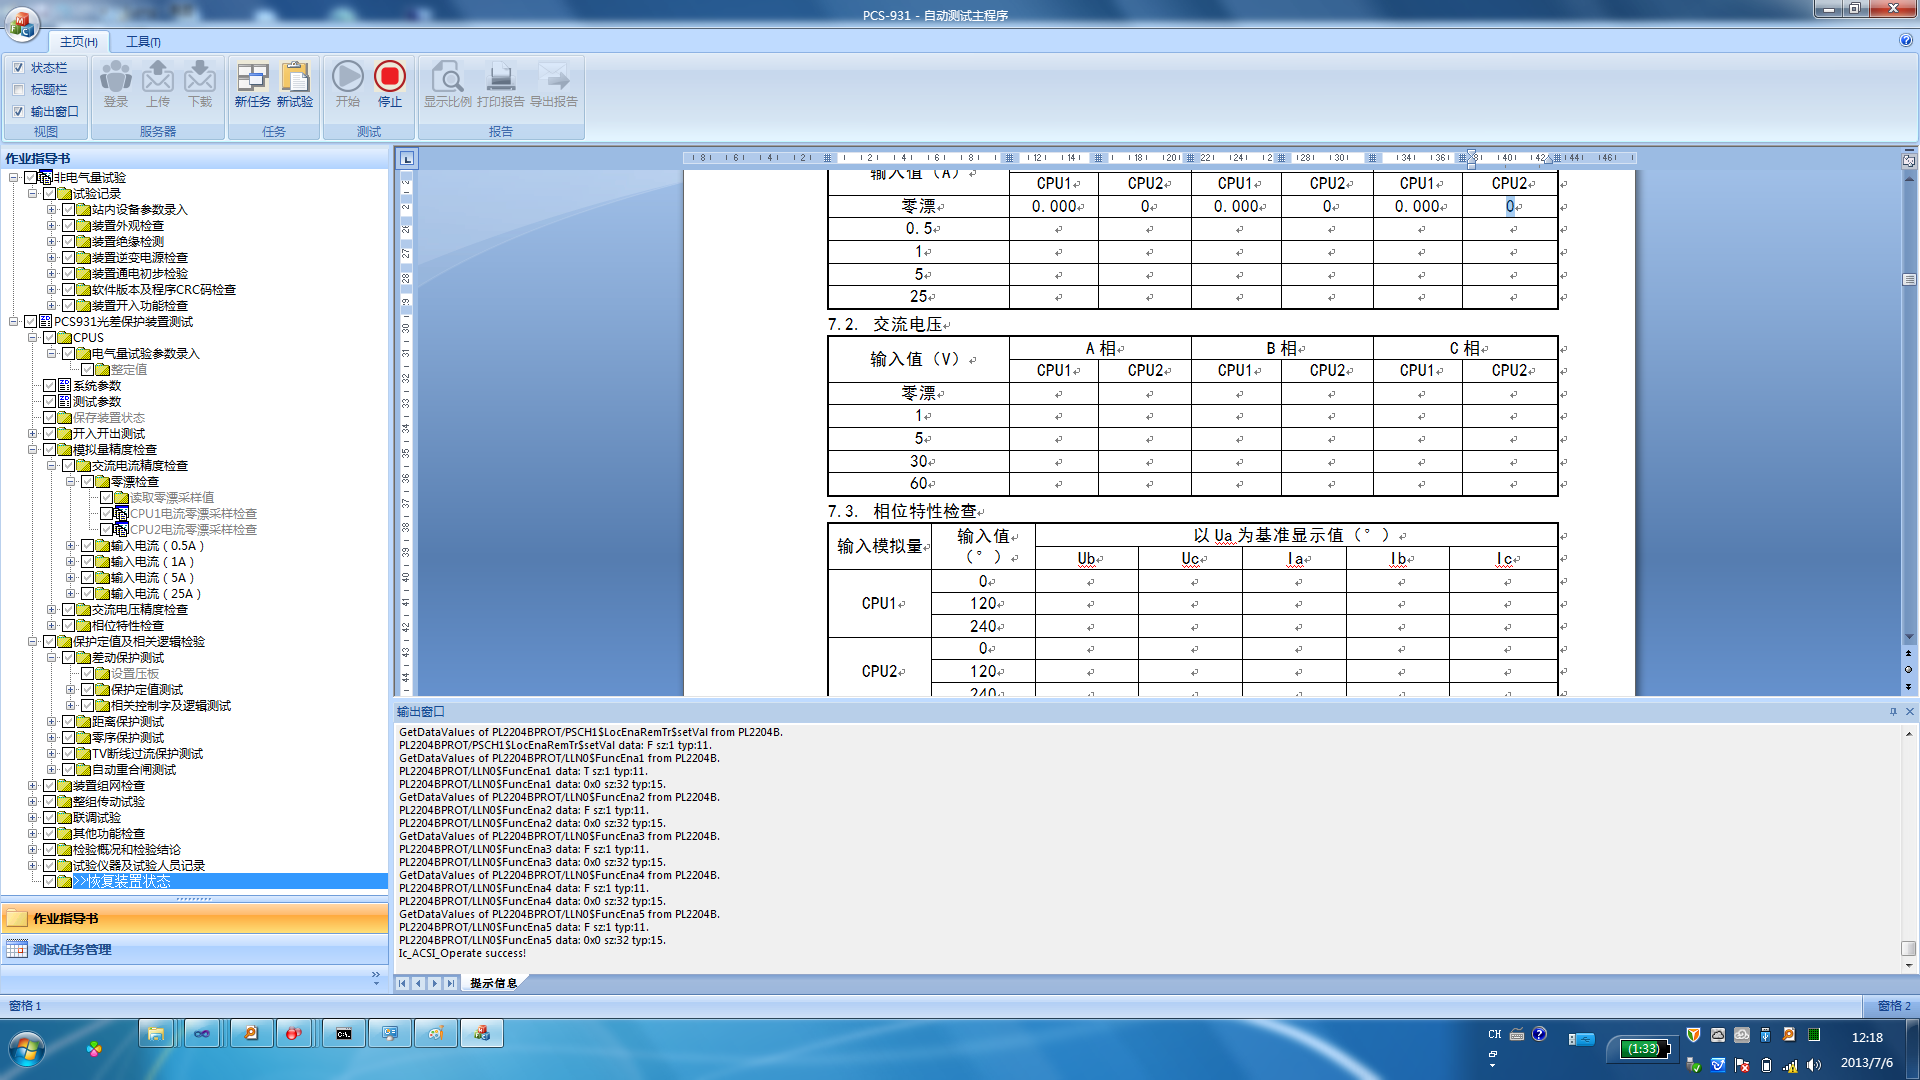 PCS-931 - 自动测试主程序
主页(H)
工具(T)
状态栏
标题栏
输出窗口
视图
登录
上传
下载
服务器
新任务
新试验
任务
开始
停止
测试
显示比例
打印报告
导出报告
报告
作业指导书
非电气量试验
试验记录
站内设备参数录入
装置外观检查
装置绝缘检测
装置逆变电源检查
装置通电初步检验
软件版本及程序CRC码检查
装置开入功能检查
PCS931光差保护装置测试
CPUS
电气量试验参数录入
整定值
系统参数
测试参数
保存装置状态
开入开出测试
模拟量精度检查
交流电流精度检查
零漂检查
读取零漂采样值
CPU1电流零漂采样检查
CPU2电流零漂采样检查
输入电流（0.5A）
输入电流（1A）
输入电流（5A）
输入电流（25A）
交流电压精度检查
相位特性检查
保护定值及相关逻辑检验
差动保护测试
设置压板
保护定值测试
相关控制字及逻辑测试
距离保护测试
零序保护测试
TV断线过流保护测试
自动重合闸测试
装置组网检查
整组传动试验
联调试验
其他功能检查
检验概况和检验结论
试验仪器及试验人员记录
>>恢复装置状态
作业指导书
测试任务管理
输入值（A）
CPU1 CPU2 CPU1 CPU2 CPU1 CPU2
零漂 0.000 0 0.000 0 0.000 0
0.5
1
5
25
7.2. 交流电压
输入值（V） A 相 B 相 C 相
CPU1 CPU2 CPU1 CPU2 CPU1 CPU2
零漂
1
5
30
60
7.3. 相位特性检查
输入模拟量 输入值（°） 以 Ua 为基准显示值（°）
Ub Uc Ia Ib Ic
CPU1 0
120
240
CPU2 0
120
240
输出窗口
GetDataValues of PL2204BPROT/PSCH1$LocEnaRemTr$setVal from PL2204B.
PL2204BPROT/PSCH1$LocEnaRemTr$setVal data: F sz:1 typ:11.
GetDataValues of PL2204BPROT/LLN0$FuncEna1 from PL2204B.
PL2204BPROT/LLN0$FuncEna1 data: T sz:1 typ:11.
PL2204BPROT/LLN0$FuncEna1 data: 0x0 sz:32 typ:15.
GetDataValues of PL2204BPROT/LLN0$FuncEna2 from PL2204B.
PL2204BPROT/LLN0$FuncEna2 data: F sz:1 typ:11.
PL2204BPROT/LLN0$FuncEna2 data: 0x0 sz:32 typ:15.
GetDataValues of PL2204BPROT/LLN0$FuncEna3 from PL2204B.
PL2204BPROT/LLN0$FuncEna3 data: F sz:1 typ:11.
PL2204BPROT/LLN0$FuncEna3 data: 0x0 sz:32 typ:15.
GetDataValues of PL2204BPROT/LLN0$FuncEna4 from PL2204B.
PL2204BPROT/LLN0$FuncEna4 data: F sz:1 typ:11.
PL2204BPROT/LLN0$FuncEna4 data: 0x0 sz:32 typ:15.
GetDataValues of PL2204BPROT/LLN0$FuncEna5 from PL2204B.
PL2204BPROT/LLN0$FuncEna5 data: F sz:1 typ:11.
PL2204BPROT/LLN0$FuncEna5 data: 0x0 sz:32 typ:15.
Ic_ACSI_Operate success!
提示信息
窗格 1
窗格 2
CH
(1:33)
12:18
2013/7/6